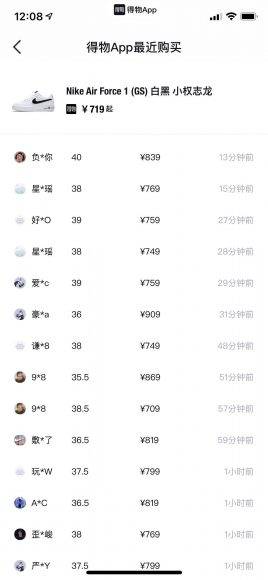 得物App
12:08
得物App最近购买
Nike Air Force 1 (GS) 白黑 小权志龙
得物 ¥719起
负*你 40 ¥839 13分钟前
星*瑶 38 ¥769 15分钟前
好*O 39 ¥759 27分钟前
星*瑶 38 ¥749 28分钟前
爱*c 39 ¥759 29分钟前
豪*a 36 ¥909 31分钟前
谦*8 38 ¥749 48分钟前
9*8 35.5 ¥869 51分钟前
9*8 38.5 ¥709 57分钟前
敷*了 36.5 ¥819 59分钟前
玩*W 37.5 ¥799 1小时前
A*C 36.5 ¥819 1小时前
歪*峻 38 ¥769 1小时前
严*Y 37.5 ¥799 1小时前